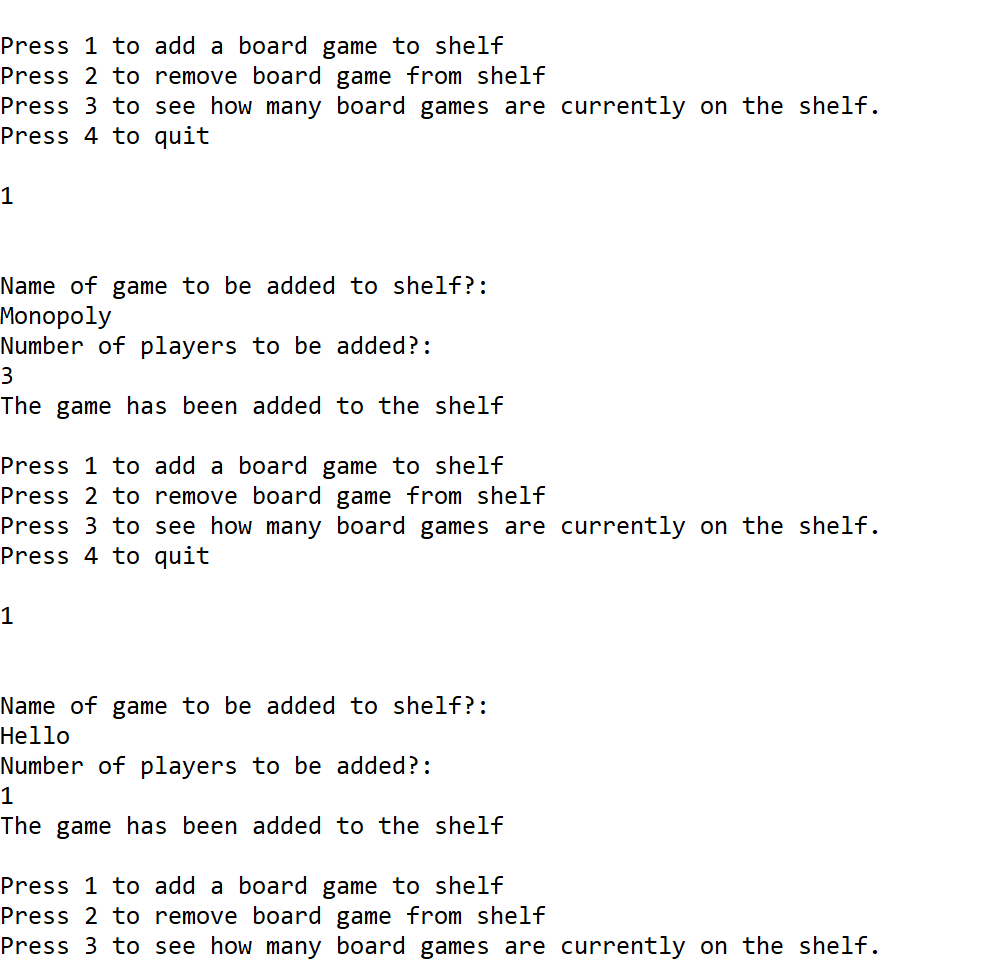 Press 1 to add a board game to shelf
Press 2 to remove board game from shelf
Press 3 to see how many board games are currently on the shelf.
Press 4 to quit
1
Name of game to be added to shelf?:
Monopoly
Number of players to be added?:
3
The game has been added to the shelf
Press 1 to add a board game to shelf
Press 2 to remove board game from shelf
Press 3 to see how many board games are currently on the shelf.
Press 4 to quit
1
Name of game to be added to shelf?:
Hello
Number of players to be added?:
1
The game has been added to the shelf
Press 1 to add a board game to shelf
Press 2 to remove board game from shelf
Press 3 to see how many board games are currently on the shelf.